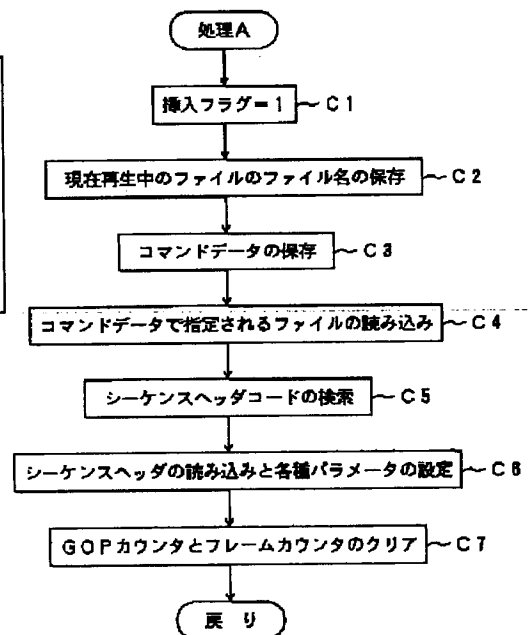 処理A
挿入フラグ=1 ~C1
現在再生中のファイルのファイル名の保存 ~C2
コマンドデータの保存 ~C3
コマンドデータで指定されるファイルの読み込み ~C4
シーケンスヘッダコードの検索 ~C5
シーケンスヘッダの読み込みと各種パラメータの設定 ~C6
GOPカウンタとフレームカウンタのクリア ~C7
戻り